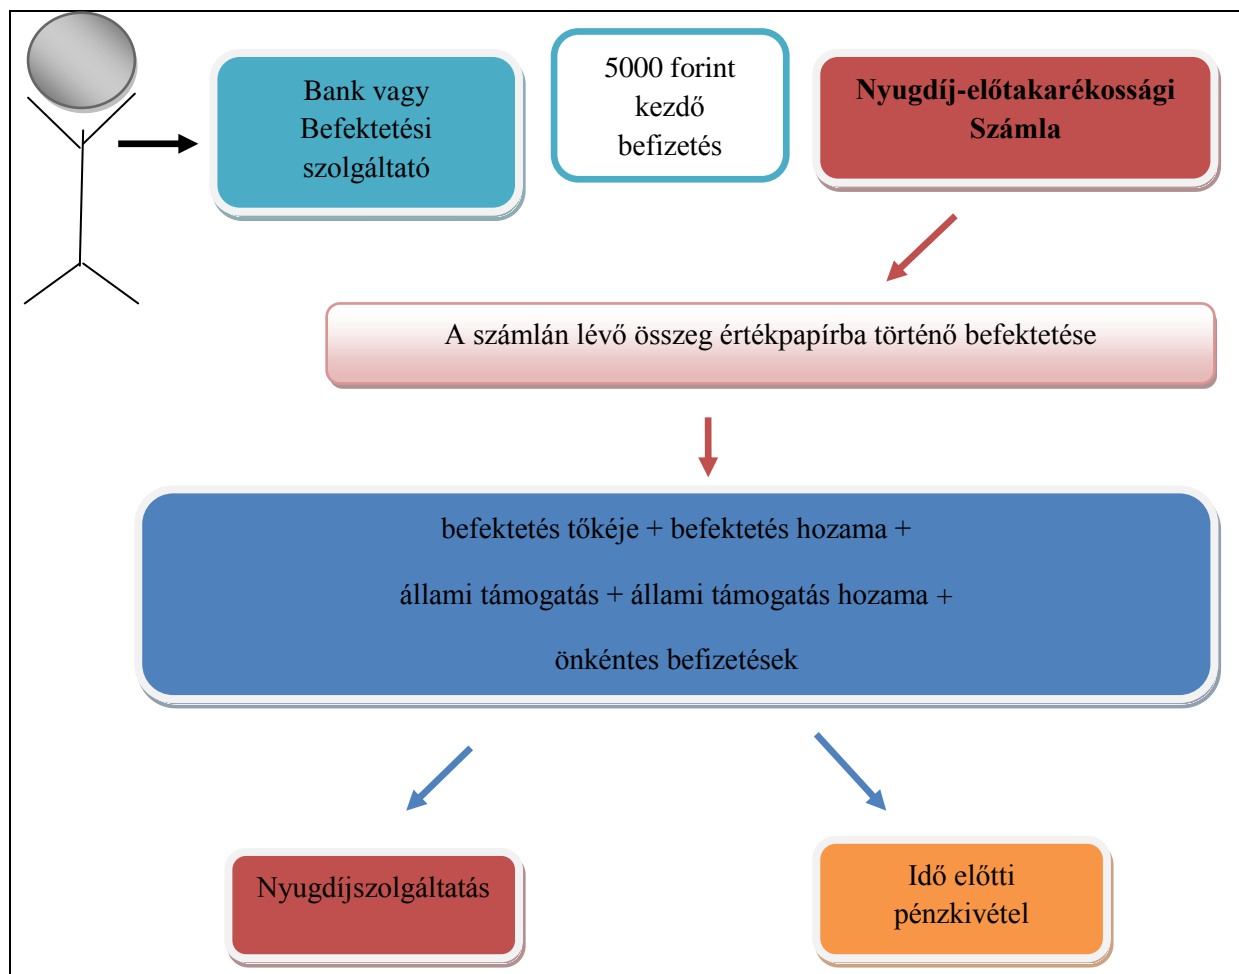 Bank vagy
Befektetési
szolgáltató
5000 forint
kezdő
befizetés
Nyugdíj-előtakarékossági
Számla
A számlán lévő összeg értékpapírba történő befektetése
befektetés tőkéje + befektetés hozama +
állami támogatás + állami támogatás hozama +
önkéntes befizetések
Nyugdíjszolgáltatás
Idő előtti
pénzkivétel